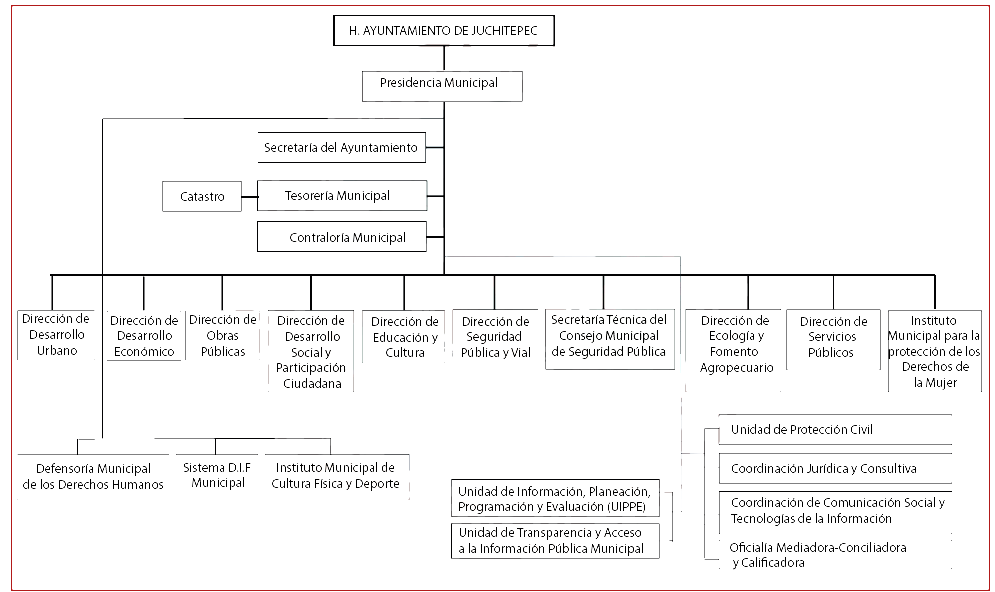 H. AYUNTAMIENTO DE JUCHITEPEC
Presidencia Municipal
Secretaría del Ayuntamiento
Catastro
Tesorería Municipal
Contraloría Municipal
Dirección de
Desarrollo
Urbano
Dirección de
Desarrollo
Económico
Dirección de
Obras
Públicas
Dirección de
Desarrollo
Social y
Participación
Ciudadana
Dirección de
Educación y
Cultura
Dirección de
Seguridad
Pública y Vial
Secretaría Técnica del
Consejo Municipal
de Seguridad Pública
Dirección de
Ecología y
Fomento
Agropecuario
Dirección de
Servicios
Públicos
Instituto
Municipal para la
protección de los
Derechos de
la Mujer
Defensoría Municipal
de los Derechos Humanos
Sistema D.I.F
Municipal
Instituto Municipal de
Cultura Física y Deporte
Unidad de Información, Planeación,
Programación y Evaluación (UIPPE)
Unidad de Transparencia y Acceso
a la Información Pública Municipal
Unidad de Protección Civil
Coordinación Jurídica y Consultiva
Coordinación de Comunicación Social y
Tecnologías de la Información
Oficialía Mediadora-Conciliadora
y Calificadora